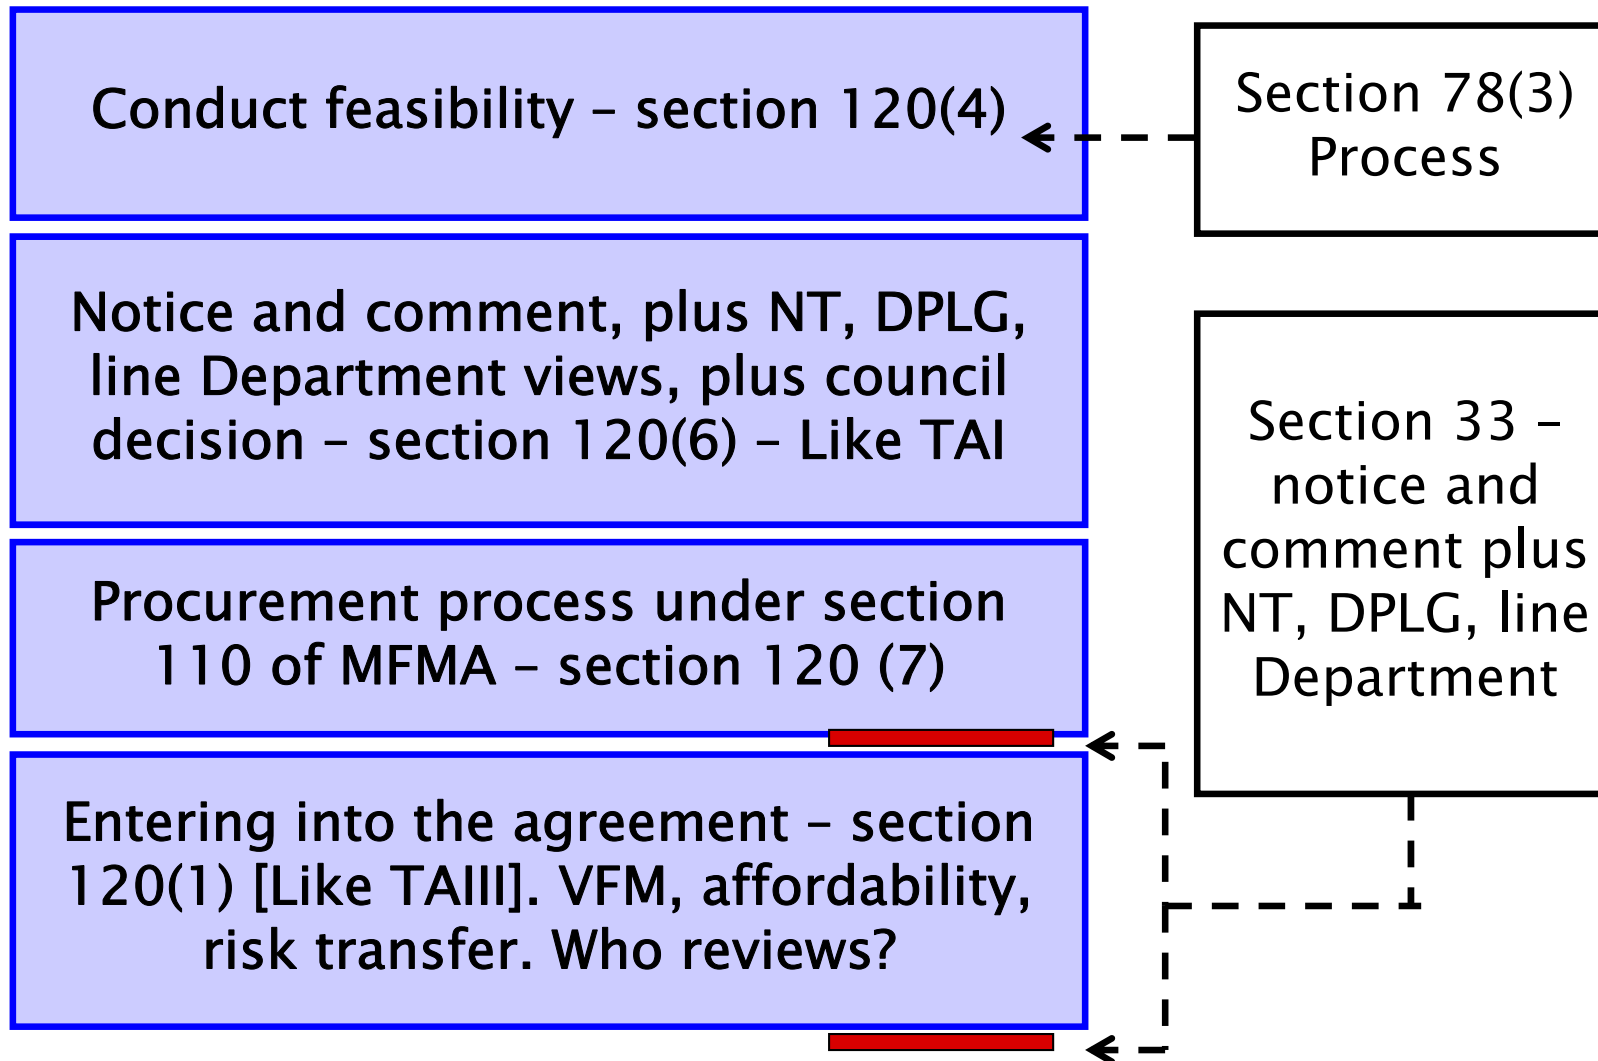 Conduct feasibility – section 120(4)
Section 78(3)
Process
Notice and comment, plus NT, DPLG,
line Department views, plus council
decision – section 120(6) – Like TAI
Procurement process under section
110 of MFMA – section 120 (7)
Entering into the agreement – section
120(1) [Like TAIII]. VFM, affordability,
risk transfer. Who reviews?
Section 33 –
notice and
comment plus
NT, DPLG, line
Department